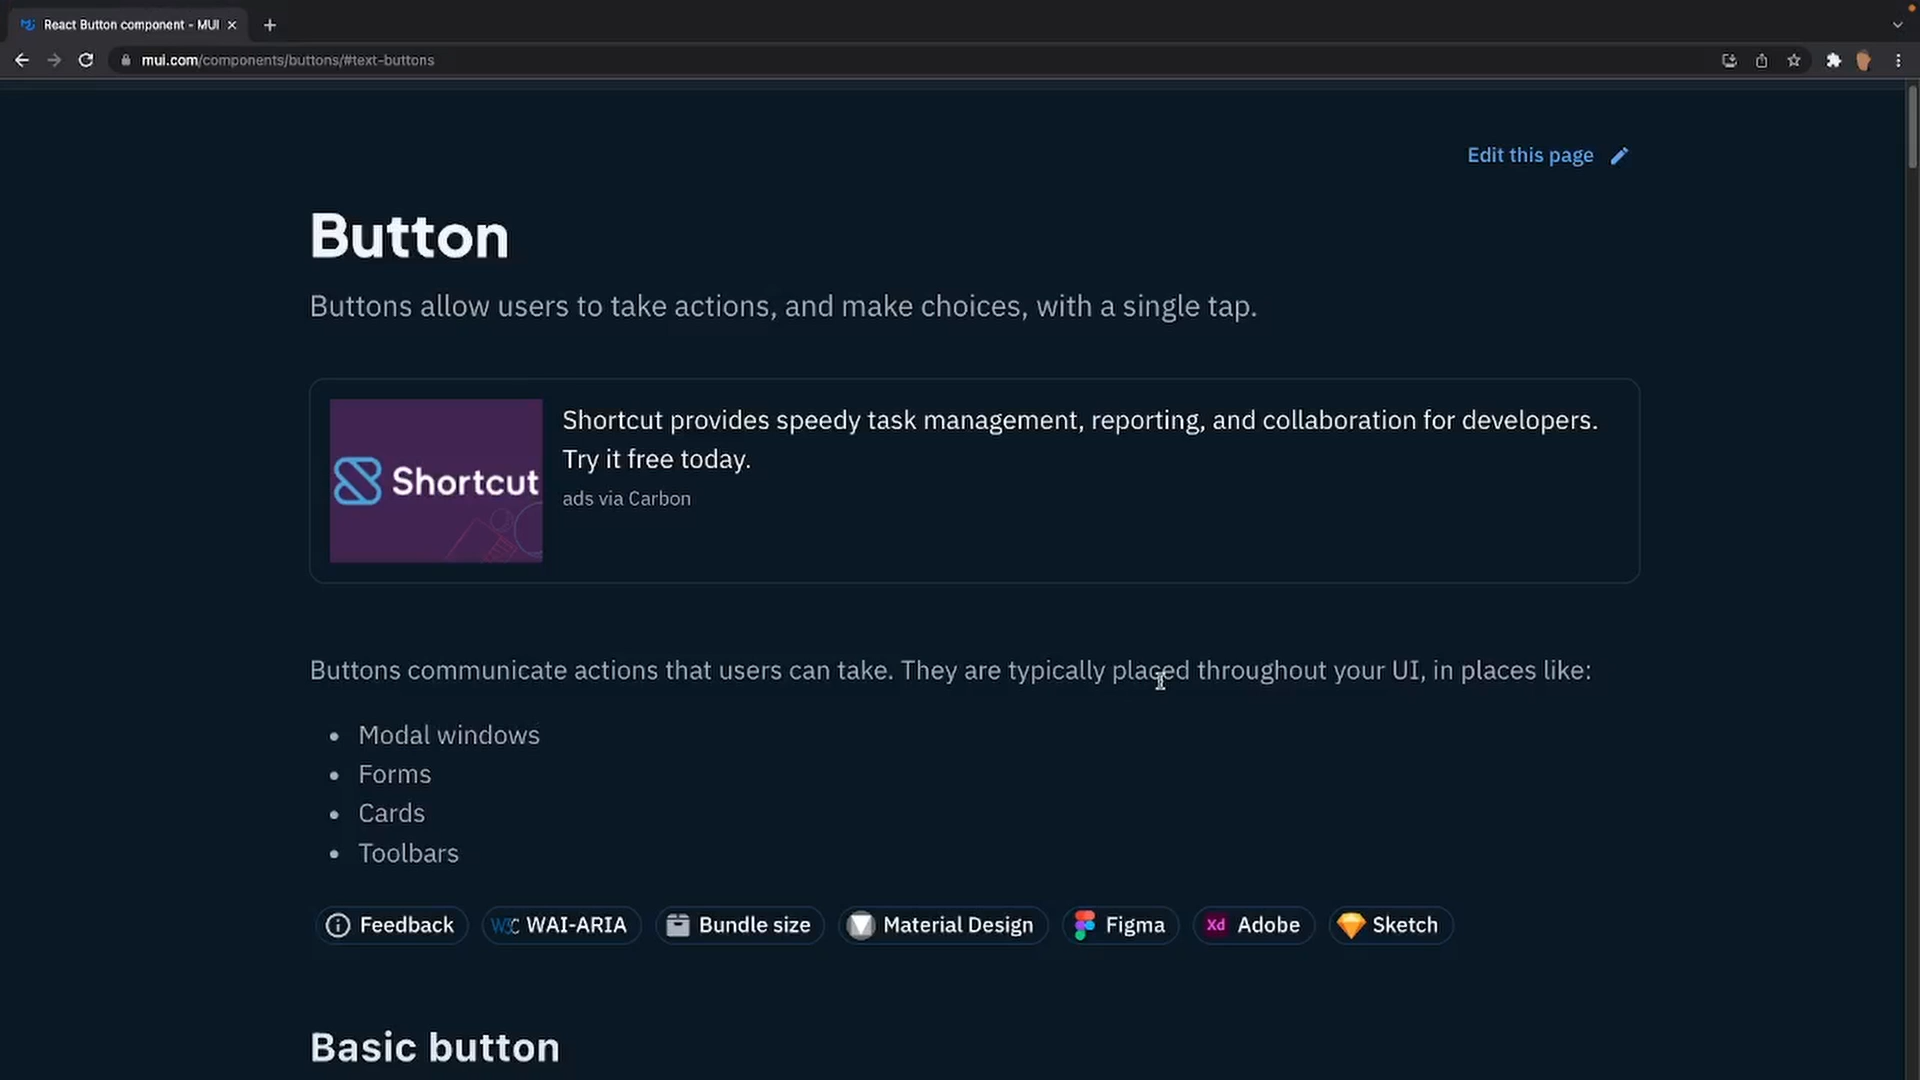 React Button component - MUI
mui.com/components/buttons/#text-buttons
Edit this page
Button
Buttons allow users to take actions, and make choices, with a single tap.
Shortcut
Shortcut provides speedy task management, reporting, and collaboration for developers.
Try it free today.
ads via Carbon
Buttons communicate actions that users can take. They are typically placed throughout your UI, in places like:
• Modal windows
• Forms
• Cards
• Toolbars
Feedback W3C WAI-ARIA Bundle size Material Design Figma Xd Adobe Sketch
Basic button